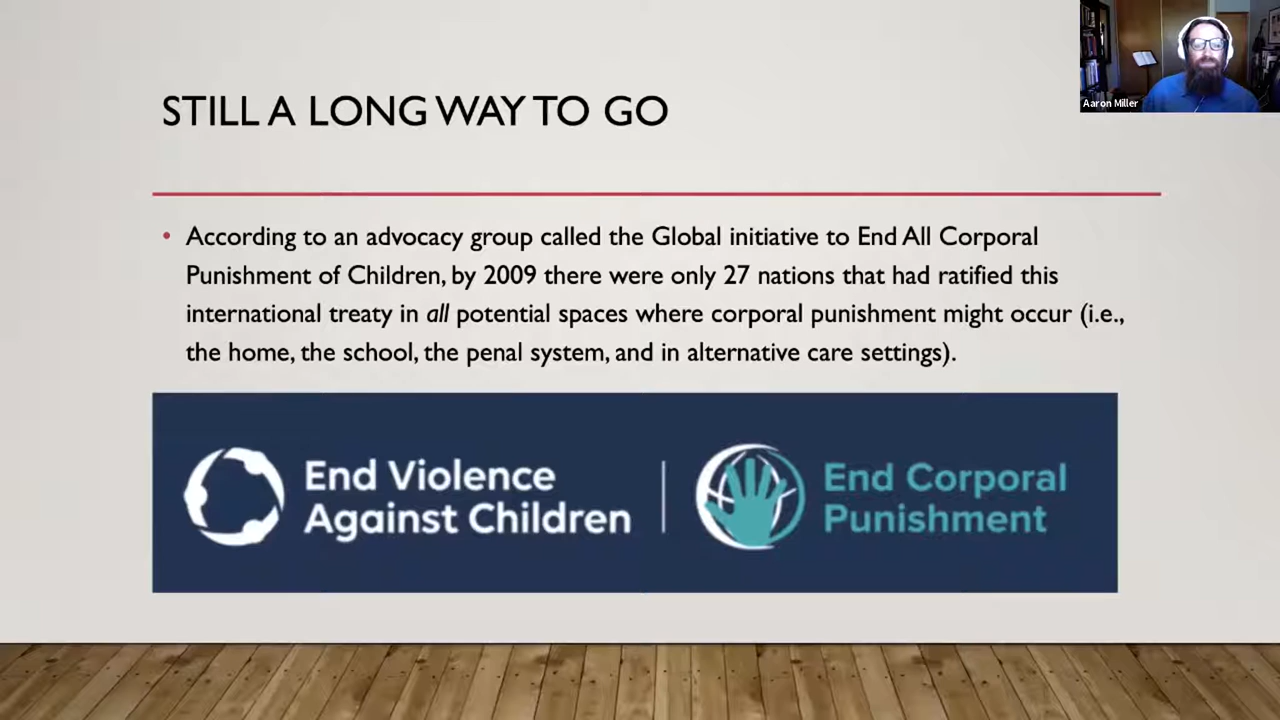 STILL A LONG WAY TO GO
Aaron Miller
• According to an advocacy group called the Global initiative to End All Corporal
Punishment of Children, by 2009 there were only 27 nations that had ratified this
international treaty in all potential spaces where corporal punishment might occur (i.e.,
the home, the school, the penal system, and in alternative care settings).
End Violence
Against Children
End Corporal
Punishment